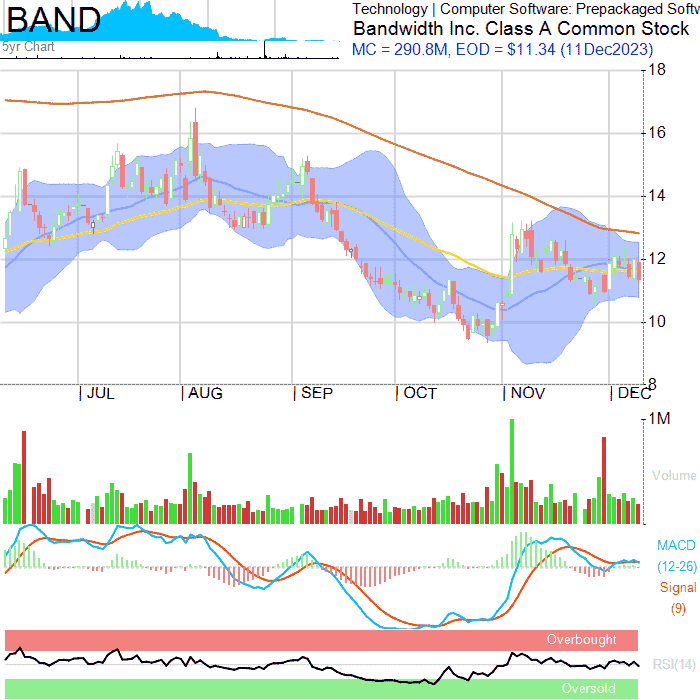 BAND
5yr Chart
Technology | Computer Software: Prepackaged Softw
Bandwidth Inc. Class A Common Stock
MC = 290.8M, EOD = $11.34 (11Dec2023)
18
16
14
12
10
8
JUL
AUG
SEP
OCT
NOV
DEC
1M
Volume
MACD
(12-26)
Signal
(9)
Overbought
RSI(14)
Oversold